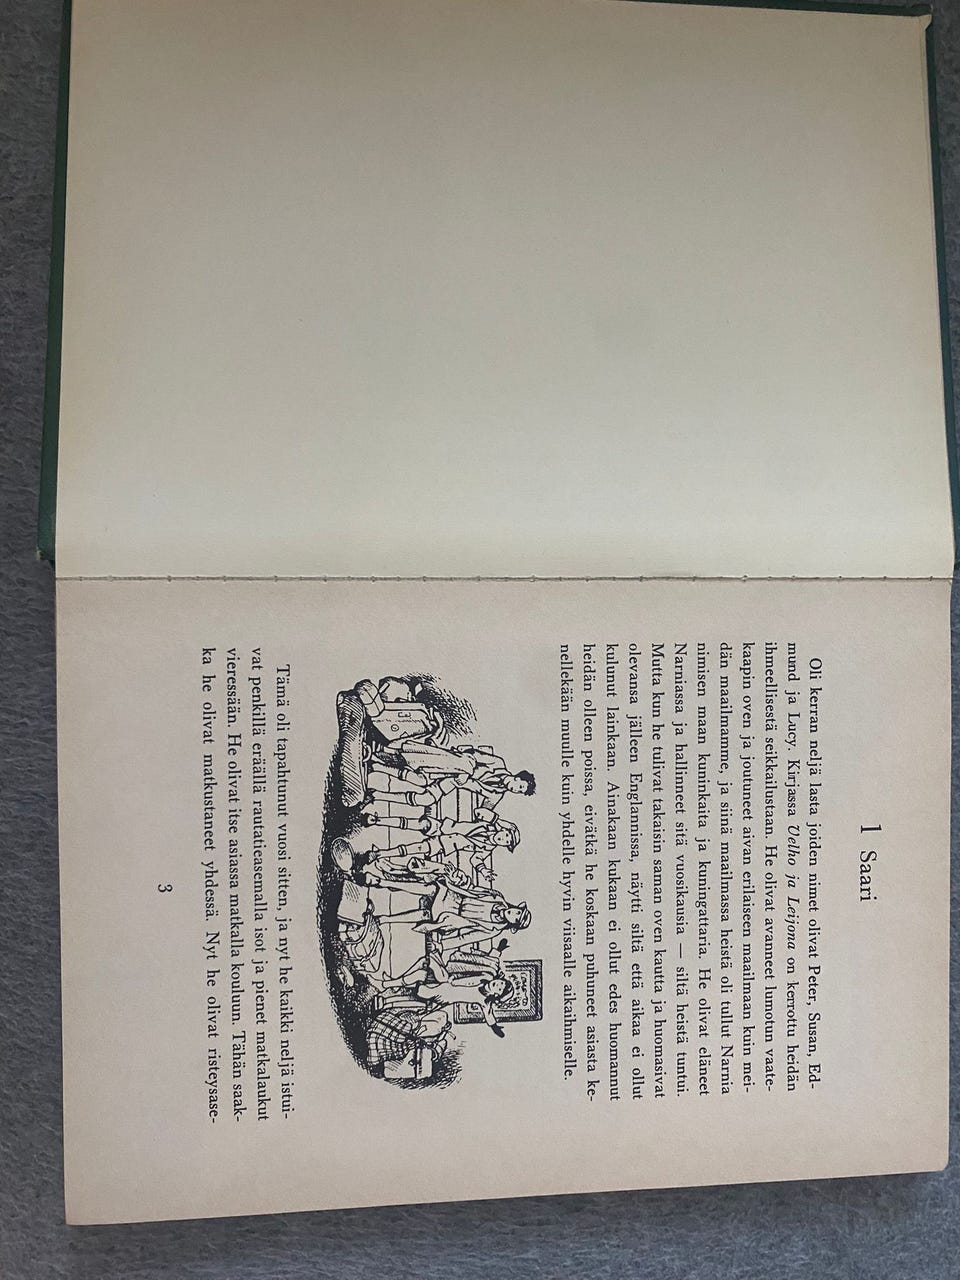 1 Saari
Oli kerran neljä lasta joiden nimet olivat Peter, Susan, Ed-
mund ja Lucy. Kirjassa Velho ja Leijona on kerrottu heidän
ihmeellisestä seikkailustaan. He olivat avanneet lumotun vaate-
kaapin oven ja joutuneet aivan erilaiseen maailmaan kuin mei-
dän maailmamme, ja siinä maailmassa heistä oli tullut Narnia
nimisen maan kuninkaita ja kuningattaria. He olivat eläneet
Narniassa ja hallinneet sitä vuosikausia — siltä heistä tuntui.
Mutta kun he tulivat takaisin saman oven kautta ja huomasivat
olevansa jälleen Englannissa, näytti siltä että aikaa ei ollut
kulunut lainkaan. Ainakaan kukaan ei ollut edes huomannut
heidän olleen poissa, eivätkä he koskaan puhuneet asiasta ke-
nellekään muulle kuin yhdelle hyvin viisaalle aikaihmiselle.
Tämä oli tapahtunut vuosi sitten, ja nyt he kaikki neljä istui-
vat penkillä eräällä rautatieasemalla isot ja pienet matkalaukut
vieressään. He olivat itse asiassa matkalla kouluun. Tähän saak-
ka he olivat matkustaneet yhdessä. Nyt he olivat risteysase-
3